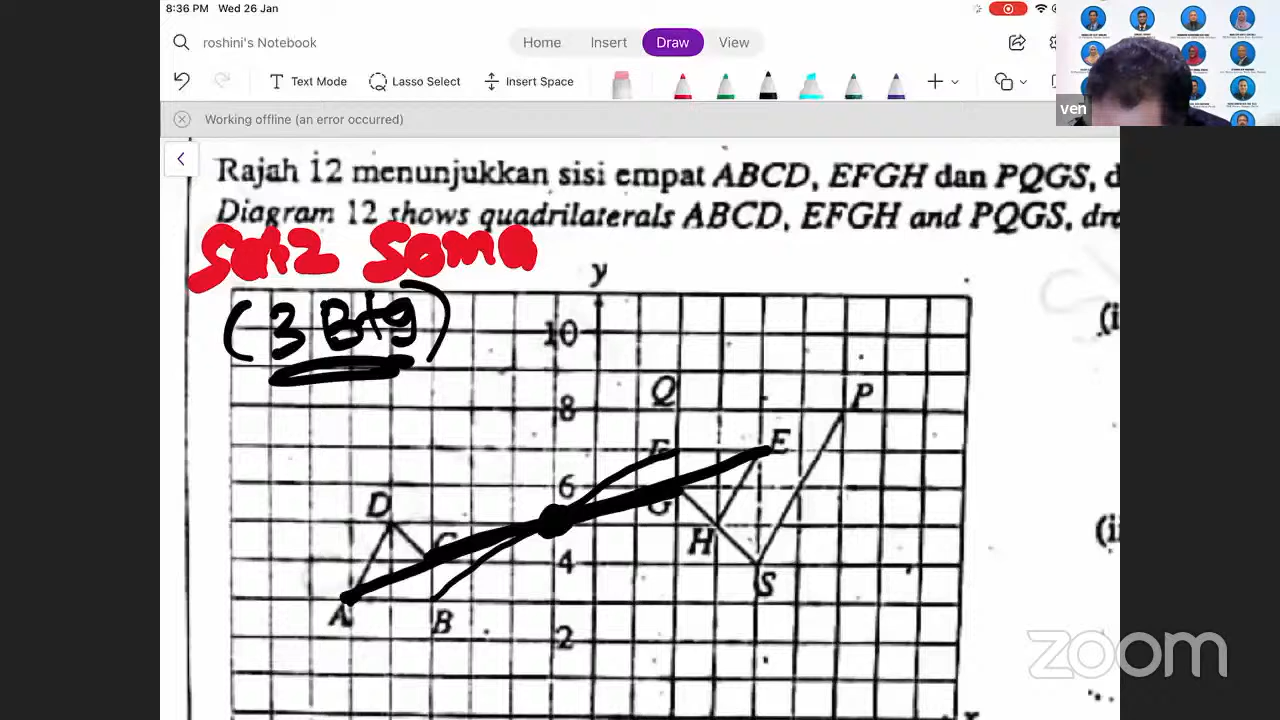 8:36 PM Wed 26 Jan
roshini's Notebook
Home Insert Draw View
Text Mode Lasso Select Insert Space
ven
Working offline (an error occured)
Rajah 12 menunjukkan sisi empat ABCD, EFGH dan PQGS, d
Diagram 12 shows quadrilaterals ABCD, EFGH and PQGS, dra
Saiz Sama
y
(3 Btg)
(i
10
Q
P
8
F
E
D
6
G
C
H
(i
4
S
A
B
2
x
zoom